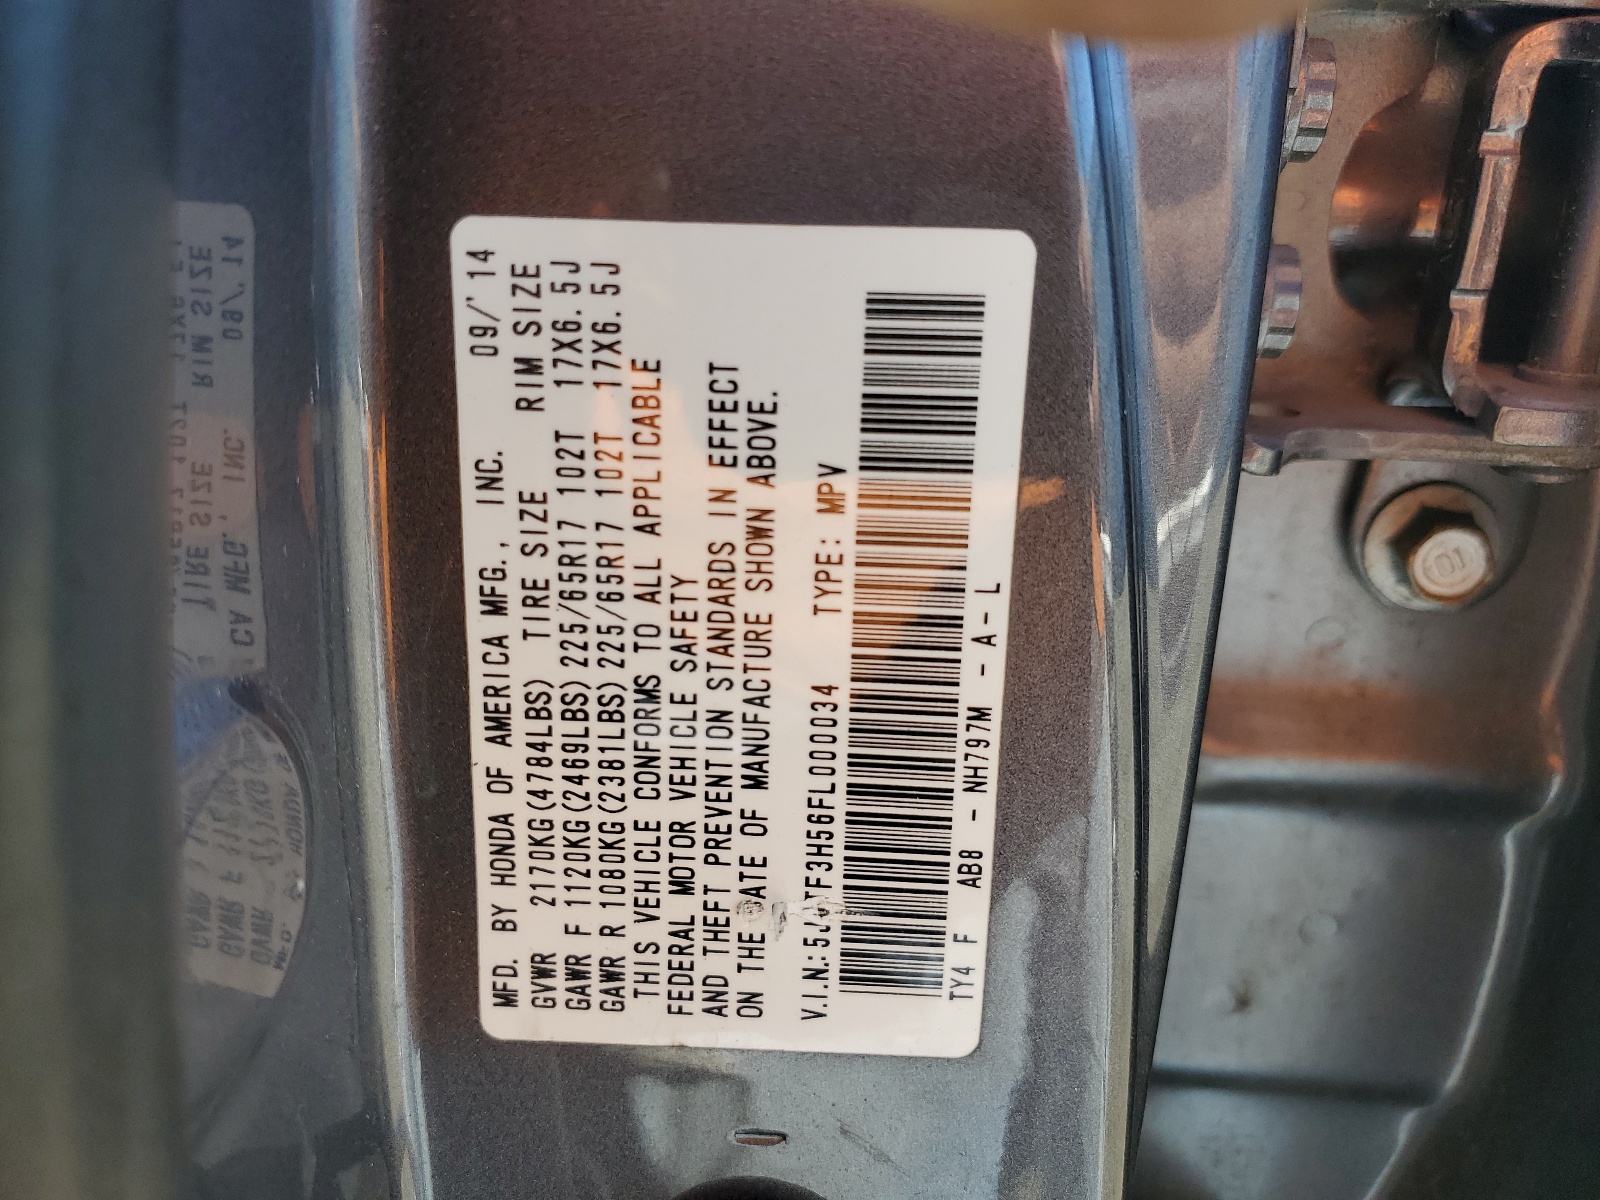 MFD. BY HONDA OF AMERICA MFG., INC. 09/'14
GVWR 2170KG(4784LBS) TIRE SIZE RIM SIZE
GAWR F 1120KG(2469LBS) 225/65R17 102T 17X6.5J
GAWR R 1080KG(2381LBS) 225/65R17 102T 17X6.5J
THIS VEHICLE CONFORMS TO ALL APPLICABLE
FEDERAL MOTOR VEHICLE SAFETY
AND THEFT PREVENTION STANDARDS IN EFFECT
ON THE DATE OF MANUFACTURE SHOWN ABOVE.
V.I.N.: TYPE: MPV
TY4 F AB8 - NH797M - A - L